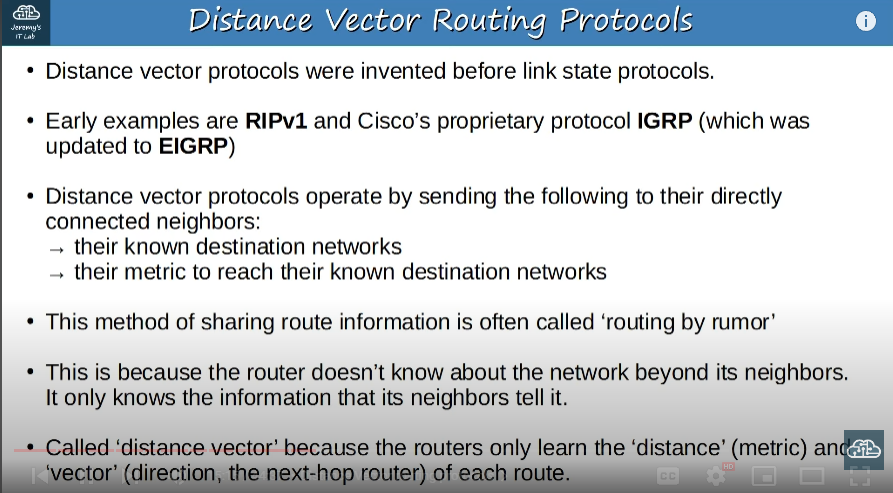 Jeremy's
IT Lab
Distance Vector Routing Protocols
i
• Distance vector protocols were invented before link state protocols.
• Early examples are RIPv1 and Cisco's proprietary protocol IGRP (which was
updated to EIGRP)
• Distance vector protocols operate by sending the following to their directly
connected neighbors:
→ their known destination networks
→ their metric to reach their known destination networks
• This method of sharing route information is often called ‘routing by rumor’
• This is because the router doesn't know about the network beyond its neighbors.
It only knows the information that its neighbors tell it.
• Called ‘distance vector’ because the routers only learn the ‘distance’ (metric) and
‘vector’ (direction, the next-hop router) of each route.
CC HD